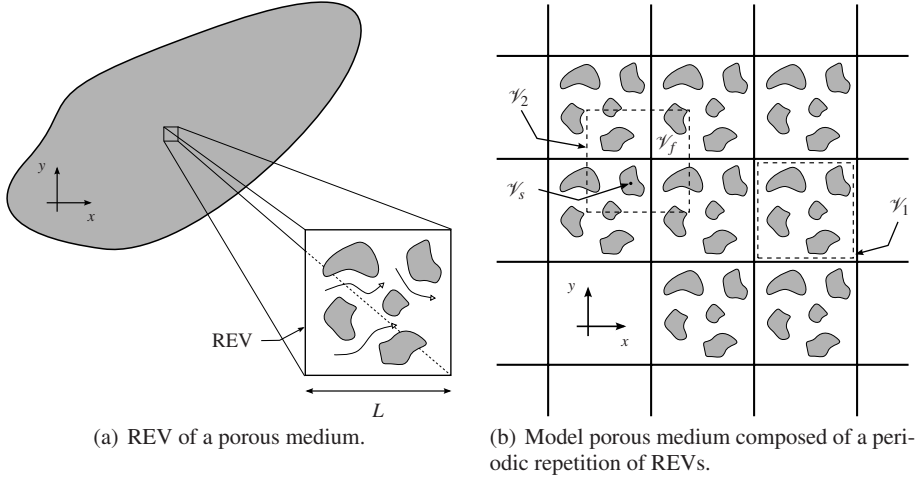 y
x
REV
L
(a) REV of a porous medium.
𝒱2
𝒱f
𝒱s
𝒱1
y
x
(b) Model porous medium composed of a peri-
odic repetition of REVs.